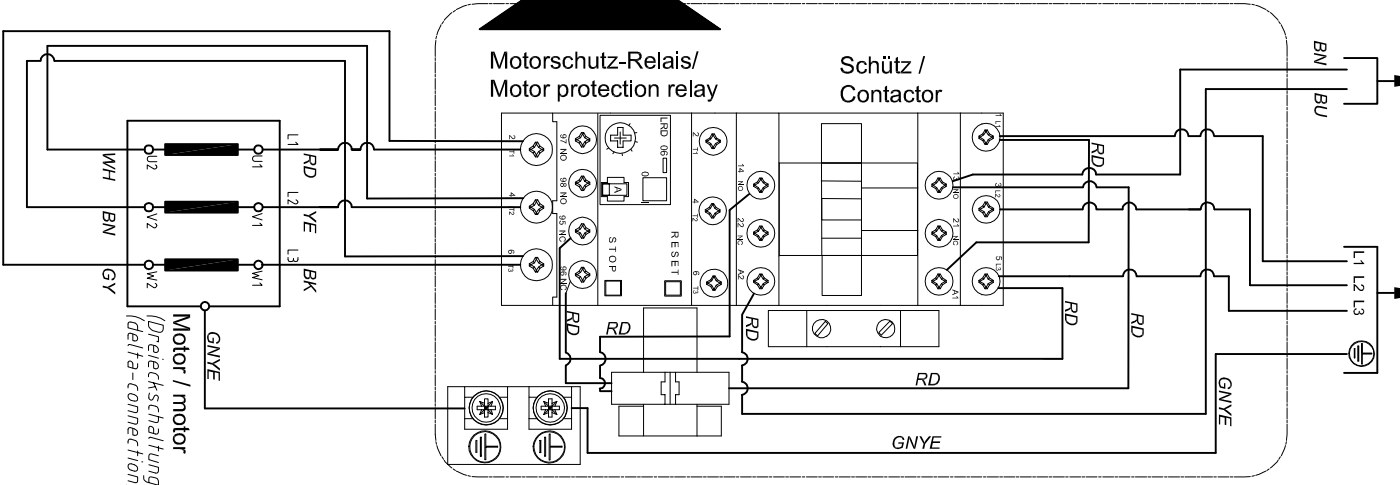 Motorschutz-Relais/
Motor protection relay
Schütz /
Contactor
BN
BU
L1
L2
L3
2 T1
4 T2
6 T3
97 NO
98 NO
95 NC
96 NC
LRD 06
0
A
STOP
RESET
2 T1
4 T2
6 T3
14 NO
22 NC
A2
13 NO
21 NC
A1
1 L1
3 L2
5 L3
RD
RD
RD
RD
RD
RD
RD
GNYE
GNYE
GNYE
WH
BN
GY
U2
V2
W2
U1
V1
W1
L1
L2
L3
RD
YE
BK
Motor / motor
(Dreieckschaltung
(delta-connection